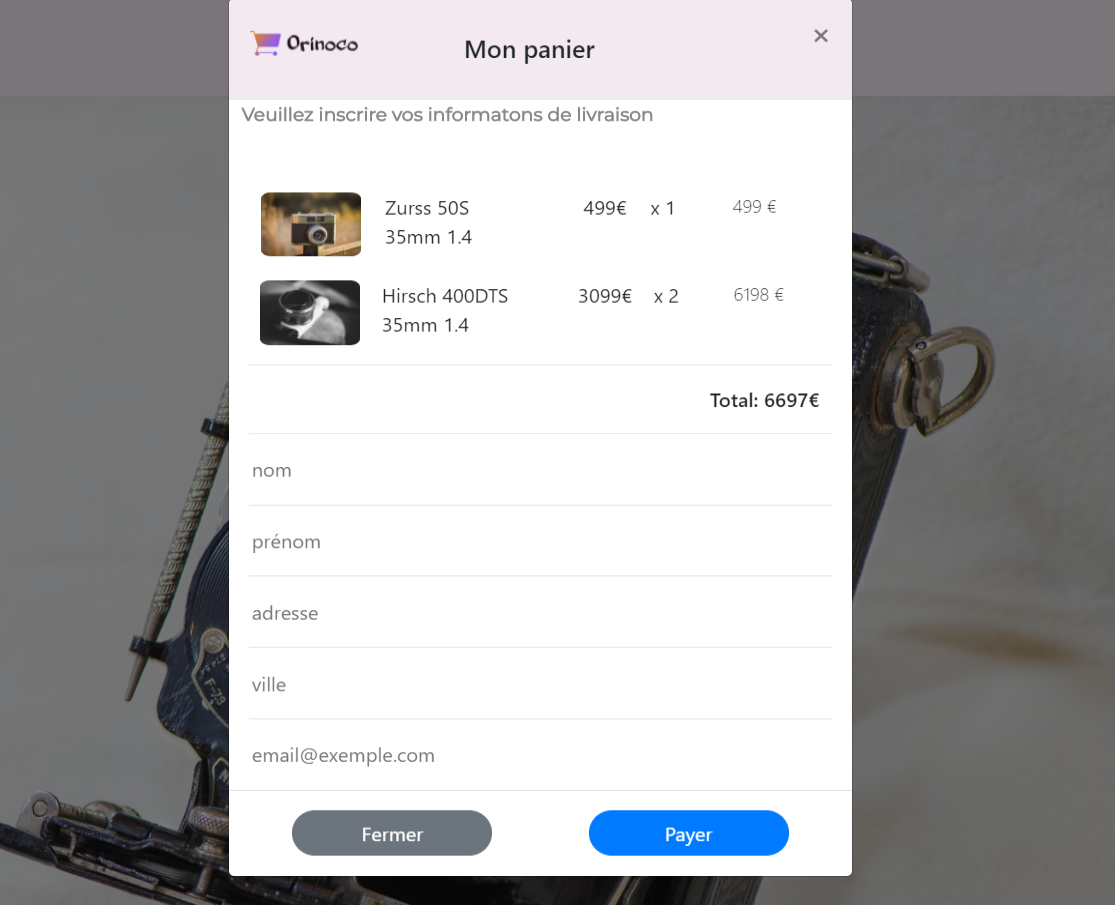 Orinoco
Mon panier
×
Veuillez inscrire vos informatons de livraison
Zurss 50S 499€ x 1 499 €
35mm 1.4
Hirsch 400DTS 3099€ x 2 6198 €
35mm 1.4
Total: 6697€
nom
prénom
adresse
ville
email@exemple.com
Fermer Payer